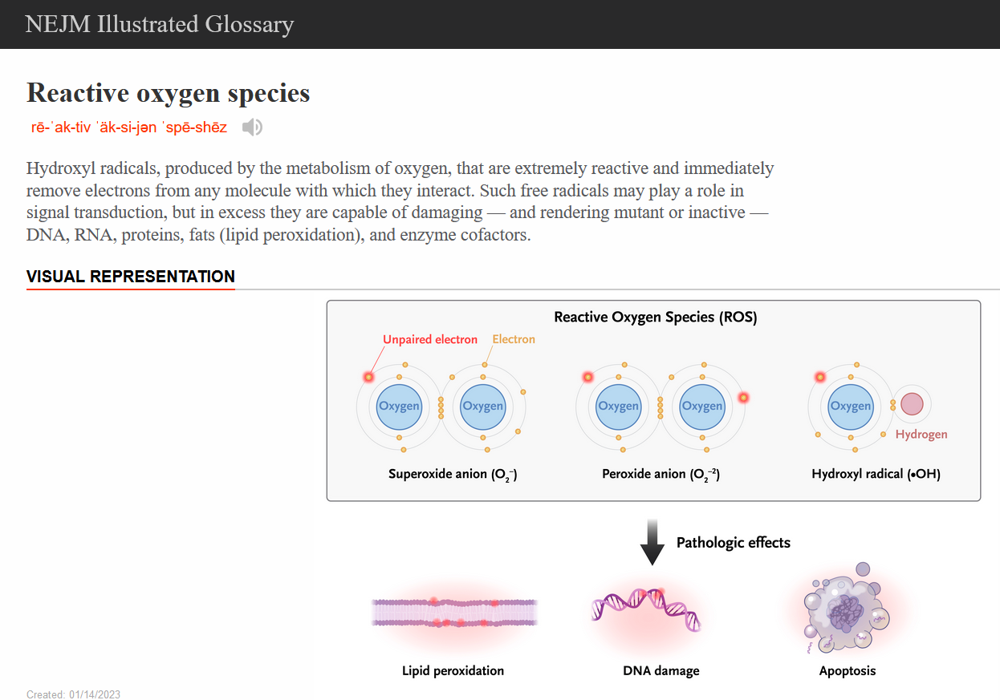 NEJM Illustrated Glossary
Reactive oxygen species
rē-ˈak-tiv ˈäk-si-jən ˈspē-shēz
Hydroxyl radicals, produced by the metabolism of oxygen, that are extremely reactive and immediately
remove electrons from any molecule with which they interact. Such free radicals may play a role in
signal transduction, but in excess they are capable of damaging — and rendering mutant or inactive —
DNA, RNA, proteins, fats (lipid peroxidation), and enzyme cofactors.
VISUAL REPRESENTATION
Reactive Oxygen Species (ROS)
Unpaired electron
Electron
Oxygen
Oxygen
Superoxide anion (O₂⁻)
Oxygen
Oxygen
Peroxide anion (O₂⁻²)
Oxygen
Hydrogen
Hydroxyl radical (•OH)
Pathologic effects
Lipid peroxidation
DNA damage
Apoptosis
Created: 01/14/2023